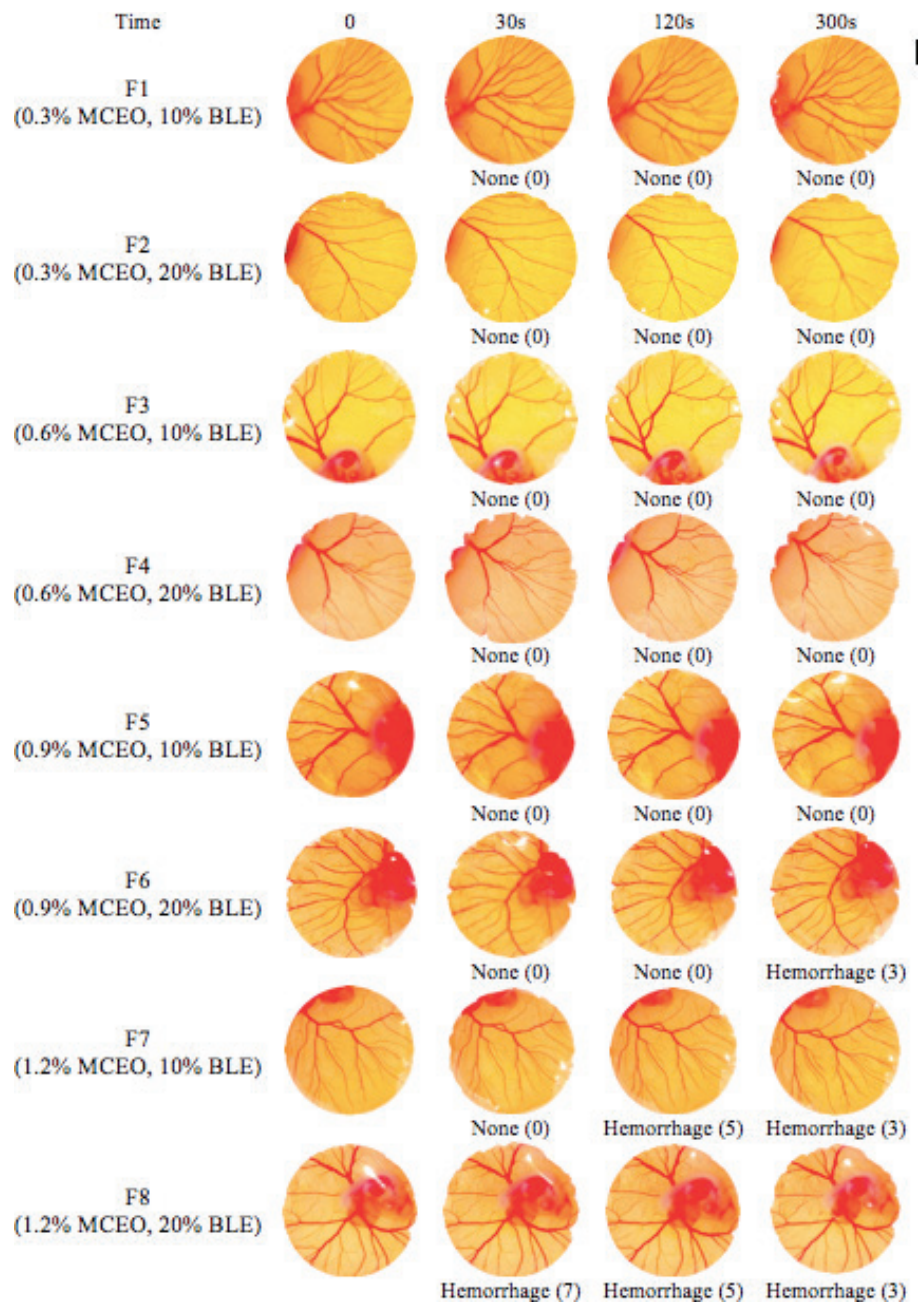 Time 0 30s 120s 300s
F1
(0.3% MCEO, 10% BLE)
None (0) None (0) None (0)
F2
(0.3% MCEO, 20% BLE)
None (0) None (0) None (0)
F3
(0.6% MCEO, 10% BLE)
None (0) None (0) None (0)
F4
(0.6% MCEO, 20% BLE)
None (0) None (0) None (0)
F5
(0.9% MCEO, 10% BLE)
None (0) None (0) None (0)
F6
(0.9% MCEO, 20% BLE)
None (0) None (0) Hemorrhage (3)
F7
(1.2% MCEO, 10% BLE)
None (0) Hemorrhage (5) Hemorrhage (3)
F8
(1.2% MCEO, 20% BLE)
Hemorrhage (7) Hemorrhage (5) Hemorrhage (3)